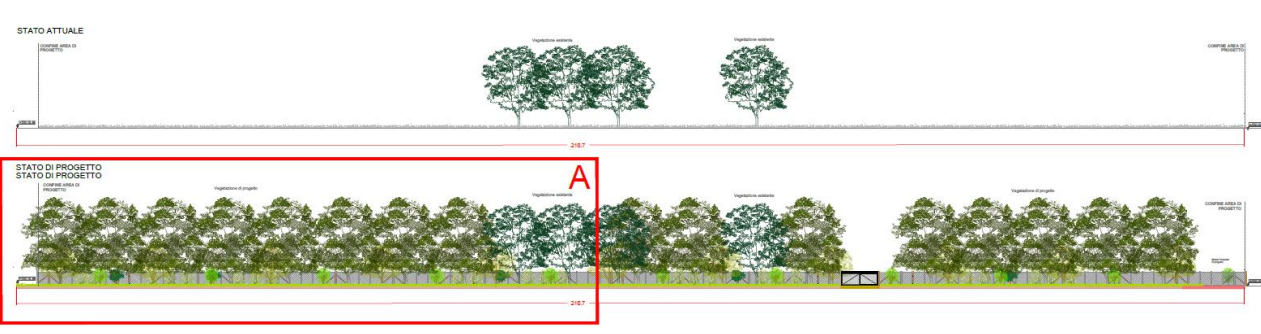 STATO ATTUALE
CONFINE AREA DI
PROGETTO
Vegetazione esistente
Vegetazione esistente
CONFINE AREA DI
PROGETTO
218.7
STATO DI PROGETTO
STATO DI PROGETTO
A
CONFINE AREA DI
PROGETTO
Vegetazione di progetto
Vegetazione esistente
Vegetazione esistente
Vegetazione di progetto
CONFINE AREA DI
PROGETTO
218.7